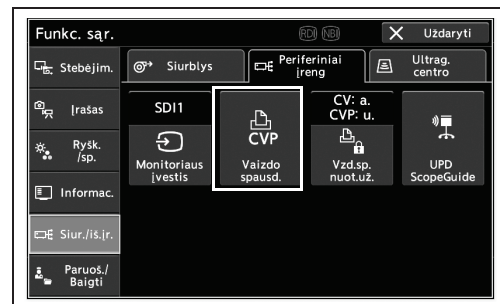 Funkc. sąr.
RDI NBI
Uždaryti
Stebėjim.
Siurblys
Periferiniai
įreng
Ultrag.
centro
Įrašas
SDI1
Monitoriaus
įvestis
CVP
Vaizdo
spausd.
CV: a.
CVP: u.
Vzd.sp.
nuot.už.
UPD
ScopeGuide
Ryšk.
/sp.
Informac.
Siur./iš.įr.
Paruoš./
Baigti